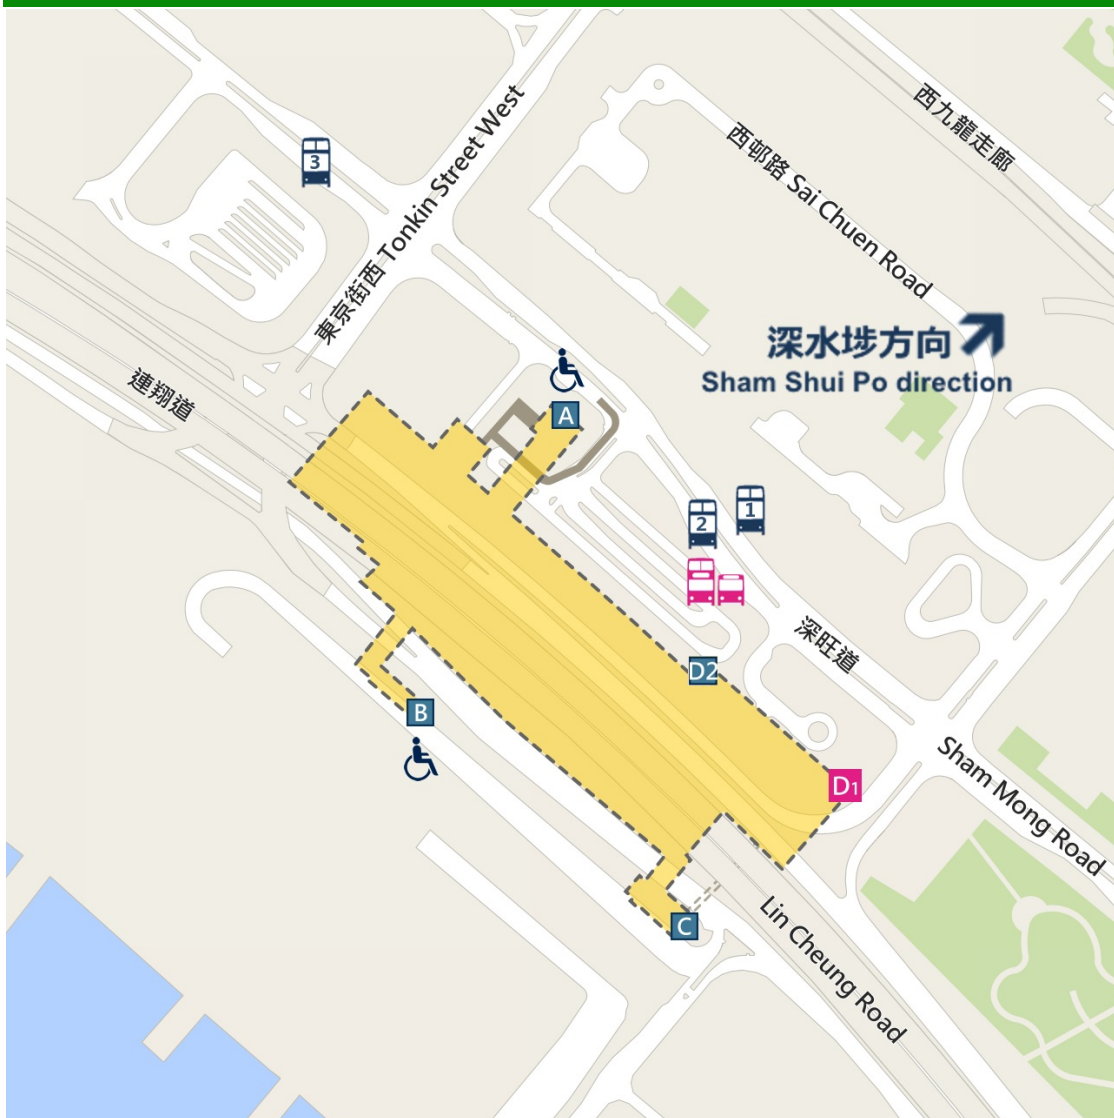 西九龍走廊
3
東京街西 Tonkin Street West
西邨路 Sai Chuen Road
深水埗方向
Sham Shui Po direction
連翔道
A
1
2
深旺道
D2
B
Sham Mong Road
D1
C
Lin Cheung Road